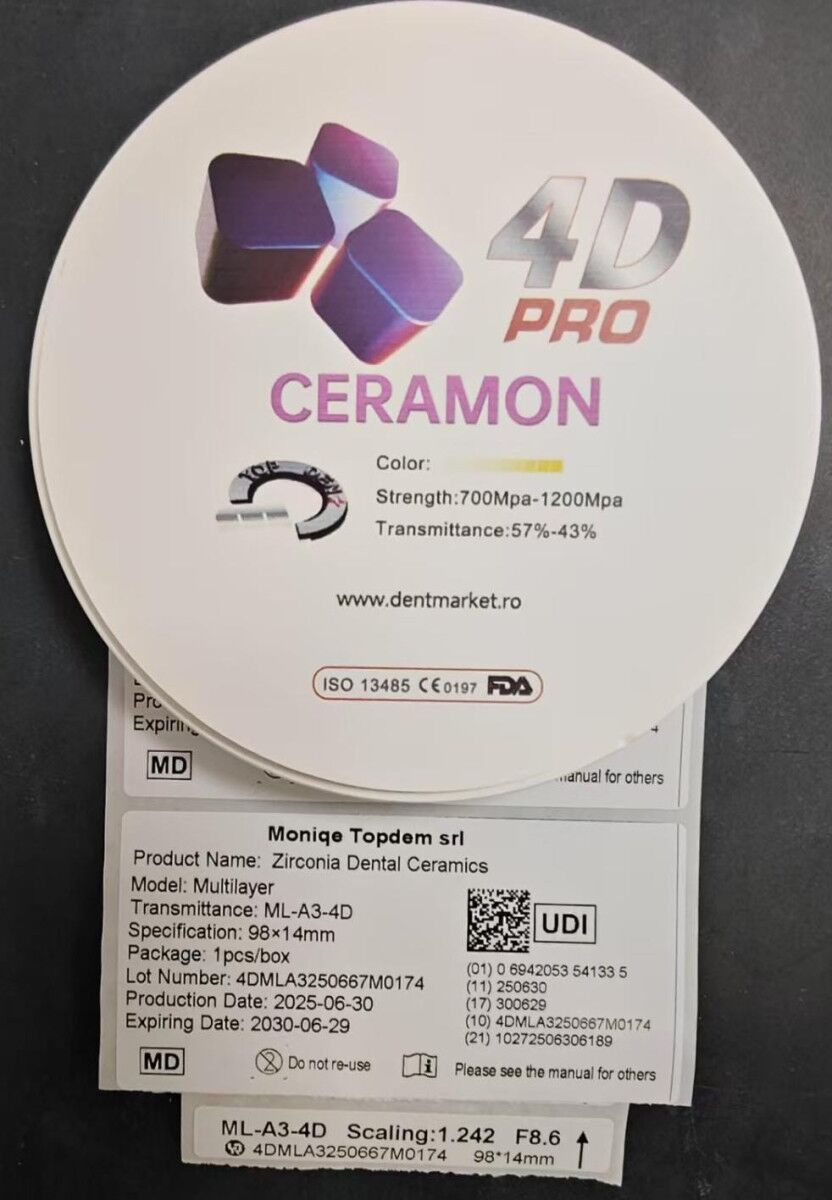 4D
PRO
CERAMON
TOP DENT
Color:
Strength:700Mpa-1200Mpa
Transmittance:57%-43%
www.dentmarket.ro
ISO 13485 CE 0197 FDA
Expiring
MD
manual for others
Moniqe Topdem srl
Product Name: Zirconia Dental Ceramics
Model: Multilayer
Transmittance: ML-A3-4D
Specification: 98×14mm
Package: 1pcs/box
Lot Number: 4DMLA3250667M0174
Production Date: 2025-06-30
Expiring Date: 2030-06-29
UDI
(01) 0 6942053 54133 5
(11) 250630
(17) 300629
(10) 4DMLA3250667M0174
(21) 10272506306189
MD
Do not re-use
Please see the manual for others
ML-A3-4D Scaling:1.242 F8.6
4DMLA3250667M0174 98*14mm